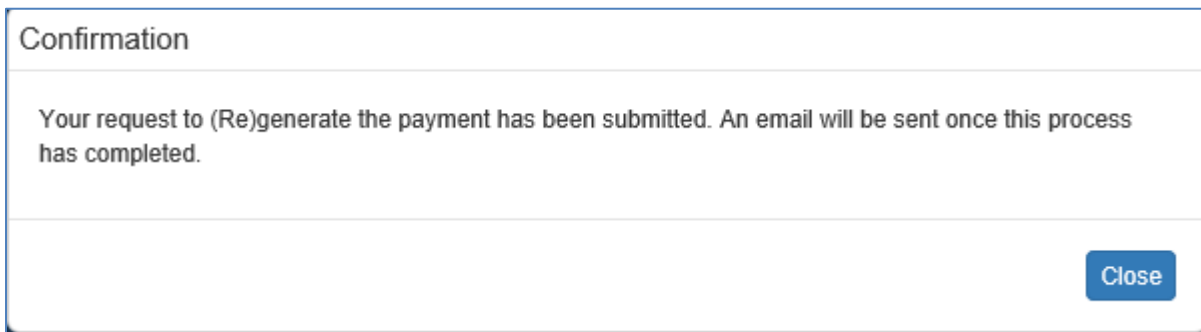 Confirmation
Your request to (Re)generate the payment has been submitted. An email will be sent once this process
has completed.
Close